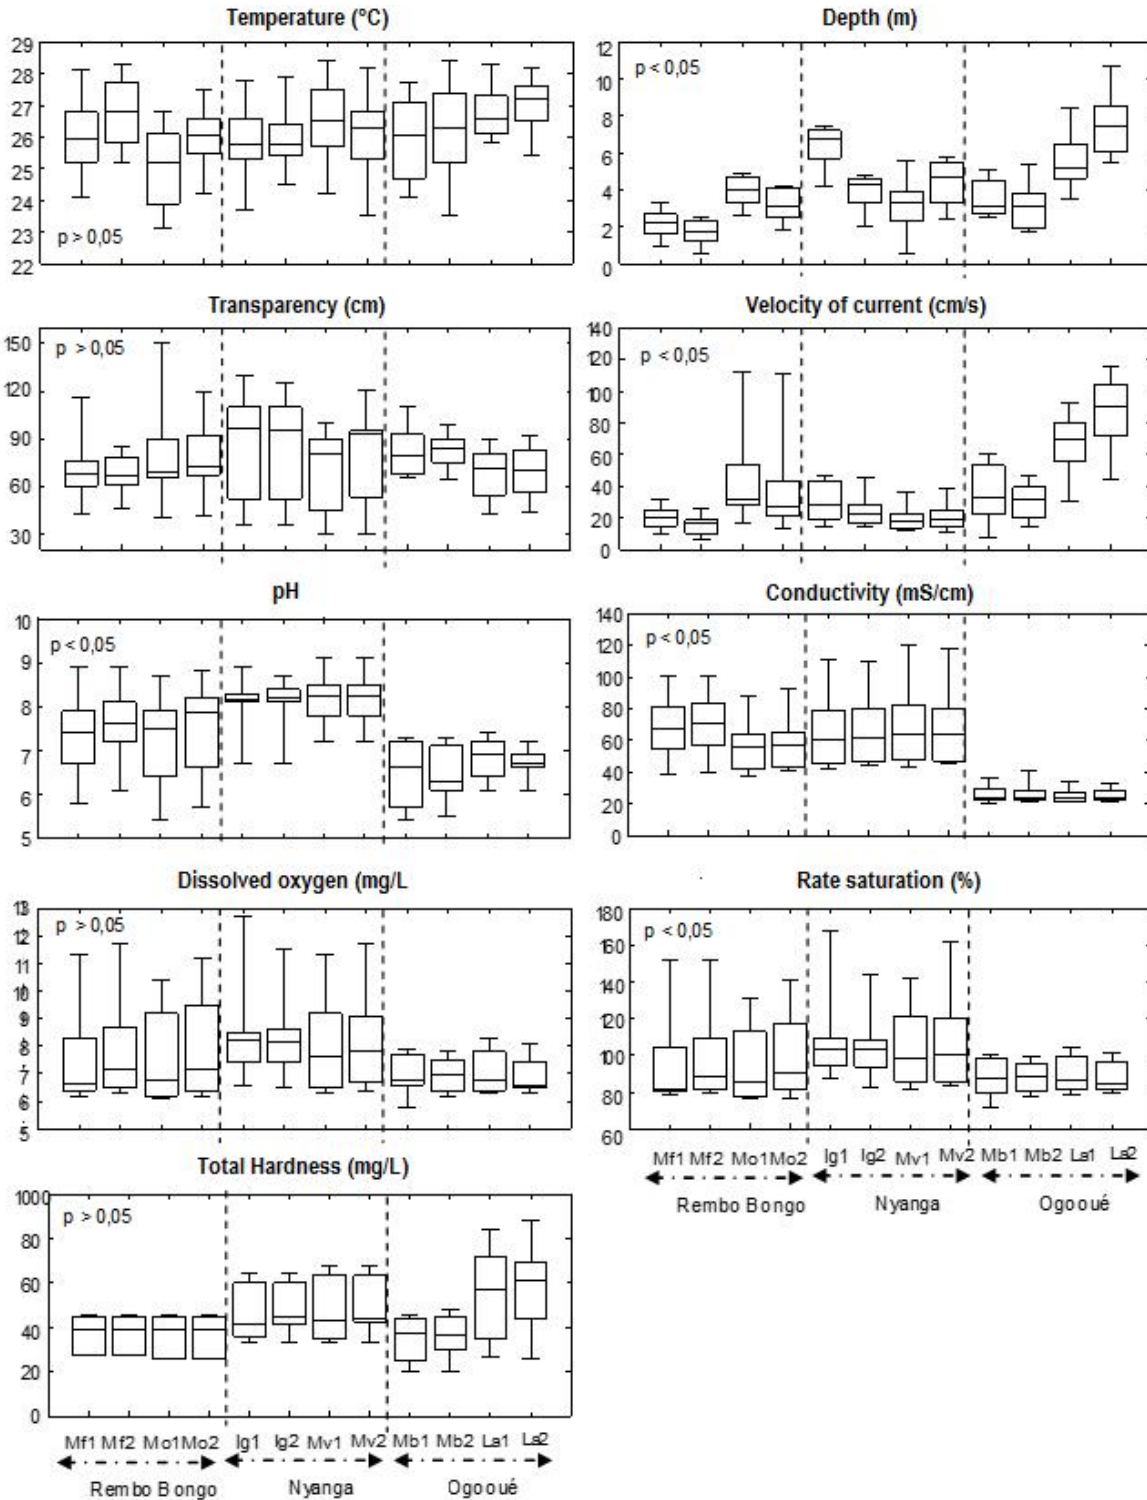 Temperature (°C)
29
28
27
26
25
24
23
22
p > 0,05
Depth (m)
12
10
8
6
4
2
0
p < 0,05
Transparency (cm)
150
120
90
60
30
p > 0,05
Velocity of current (cm/s)
140
120
100
80
60
40
20
0
p < 0,05
pH
10
9
8
7
6
5
p < 0,05
Conductivity (mS/cm)
140
120
100
80
60
40
20
0
p < 0,05
Dissolved oxygen (mg/L
13
12
11
10
9
8
7
6
5
p > 0,05
Rate saturation (%)
180
160
140
120
100
80
60
p < 0,05
Mf1 Mf2 Mo1 Mo2 Ig1 Ig2 Mv1 Mv2 Mb1 Mb2 La1 La2
Rembo Bongo Nyanga Ogooué
Total Hardness (mg/L)
1000
80
60
40
20
0
p > 0,05
Mf1 Mf2 Mo1 Mo2 Ig1 Ig2 Mv1 Mv2 Mb1 Mb2 La1 La2
Rembo Bongo Nyanga Ogooué